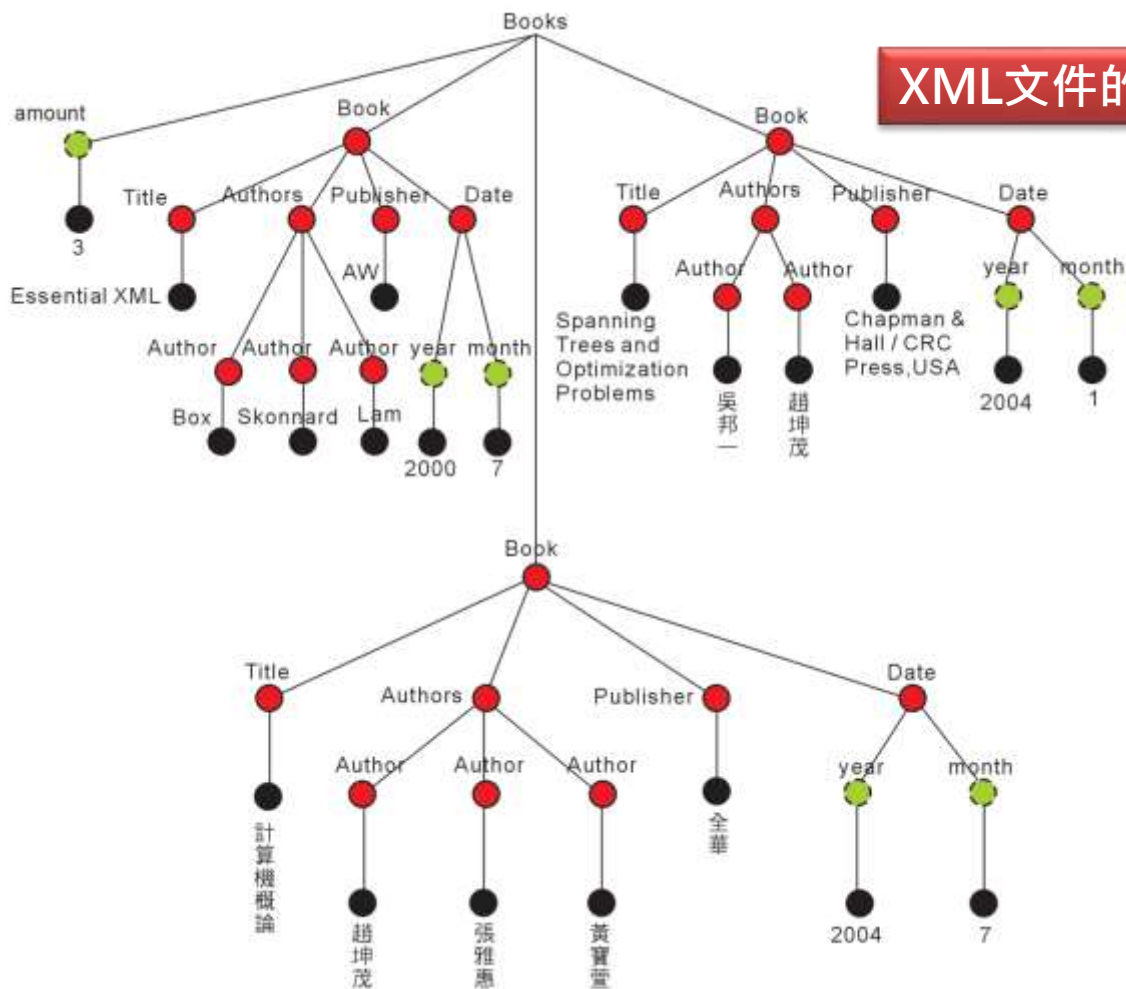 Books
XML文件的
amount
Book
Book
Title
Authors
Publisher
Date
Title
Authors
Publisher
Date
3
Essential XML
AW
Author
Author
year
month
Author
Author
Author
year
month
Spanning
Trees and
Optimization
Problems
Chapman &
Hall / CRC
Press,USA
吳邦一
趙坤茂
2004
1
Box
Skonnard
Lam
2000
7
Book
Title
Authors
Publisher
Date
Author
Author
Author
year
month
計算機概論
全華
趙坤茂
張雅惠
黃寶萱
2004
7